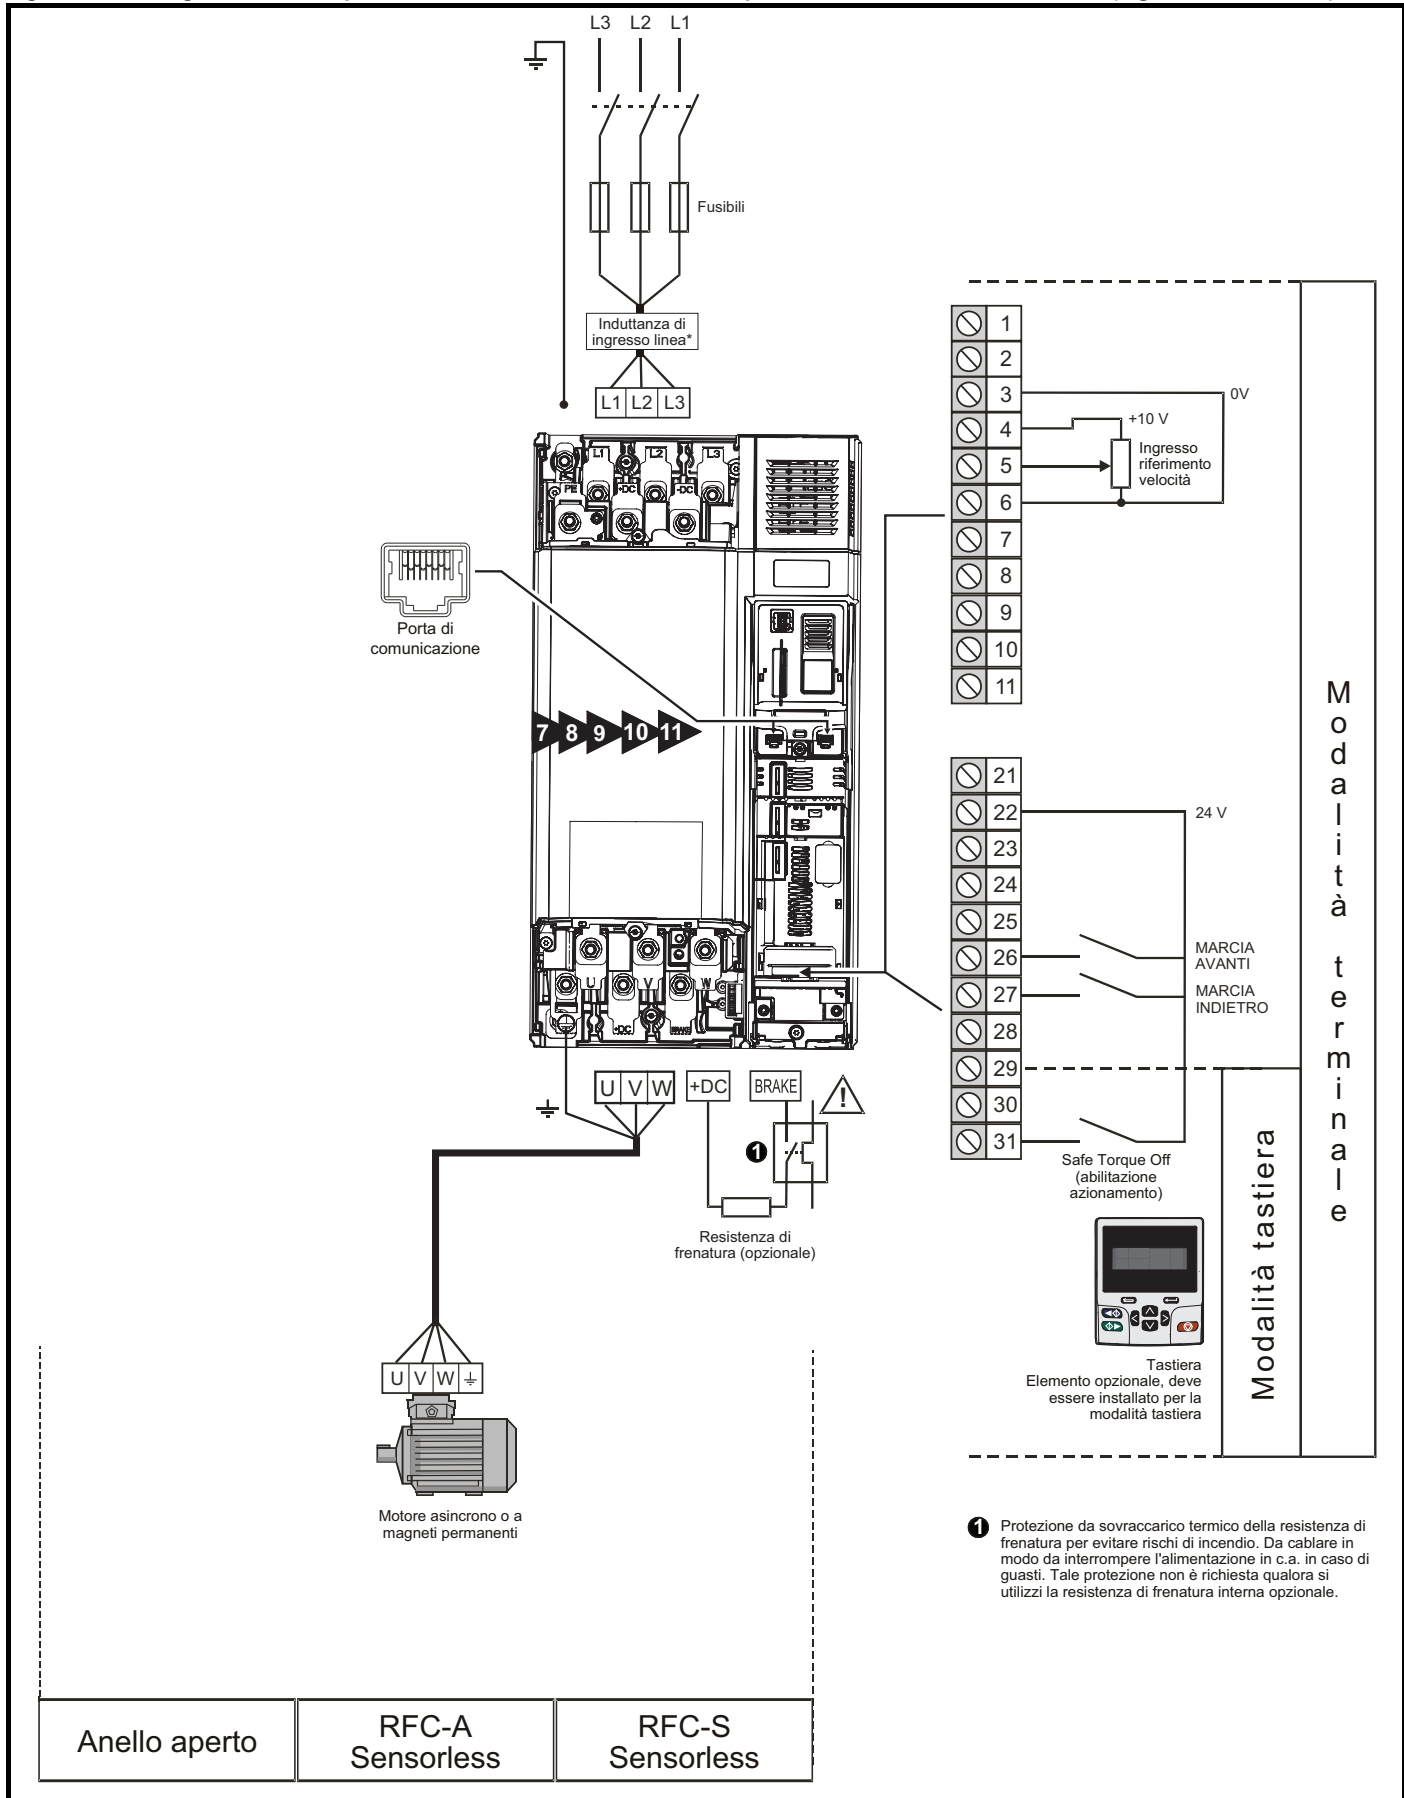 L3 L2 L1
Fusibili
Induttanza di
ingresso linea*
L1 L2 L3
L1 L2 L3
PE +DC -DC
Porta di
comunicazione
7 8 9 10 11
U V W
+DC BRAKE
U V W
+DC
BRAKE
1
Resistenza di
frenatura (opzionale)
U V W
Motore asincrono o a
magneti permanenti
1
2
3
0V
4
+10 V
5
Ingresso
riferimento
velocità
6
7
8
9
10
11
21
22
24 V
23
24
25
26
MARCIA
AVANTI
27
MARCIA
INDIETRO
28
29
30
31
Safe Torque Off
(abilitazione
azionamento)
Tastiera
Elemento opzionale, deve
essere installato per la
modalità tastiera
Modalità tastiera
Modalità terminale
1 Protezione da sovraccarico termico della resistenza di
frenatura per evitare rischi di incendio. Da cablare in
modo da interrompere l'alimentazione in c.a. in caso di
guasti. Tale protezione non è richiesta qualora si
utilizzi la resistenza di frenatura interna opzionale.
Anello aperto
RFC-A
Sensorless
RFC-S
Sensorless